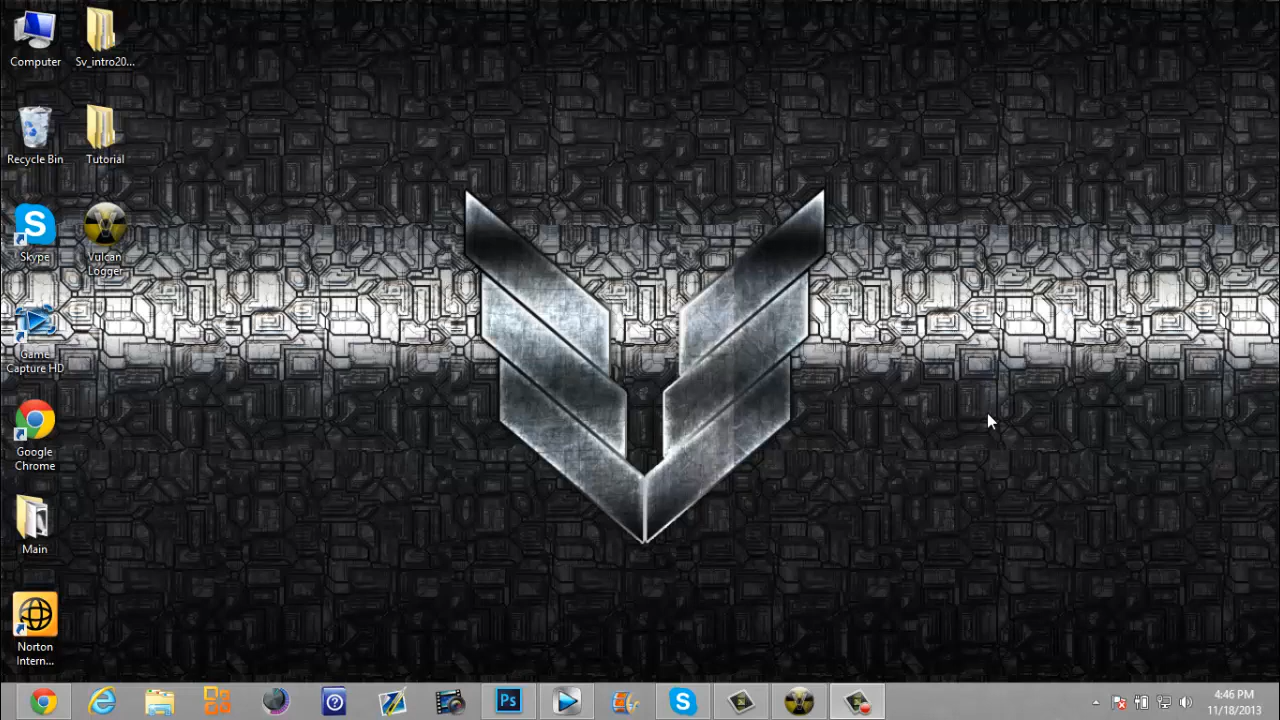 Computer
Sv_intro20...
Recycle Bin
Tutorial
Skype
Vulcan
Logger
Game
Capture HD
Google
Chrome
Main
Norton
Intern...
Ps
4:46 PM
11/18/2013